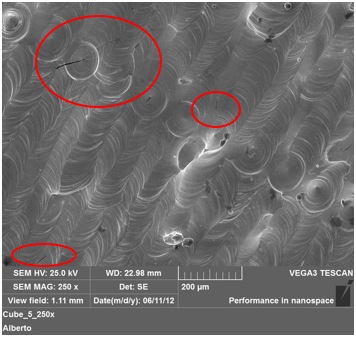 SEM HV: 25.0 kV WD: 22.98 mm VEGA3 TESCAN
SEM MAG: 250 x Det: SE 200 µm
View field: 1.11 mm Date(m/d/y): 06/11/12 Performance in nanospace
Cube_5_250x
Alberto